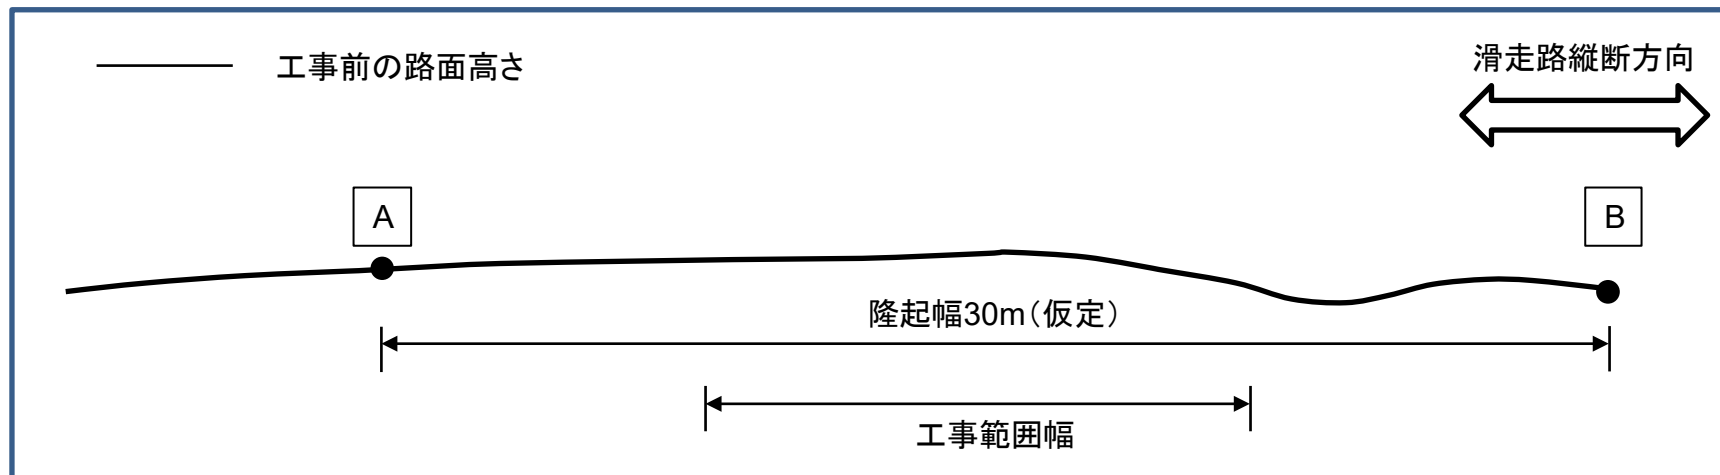 工事前の路面高さ
滑走路縦断方向
A
B
隆起幅30m(仮定)
工事範囲幅